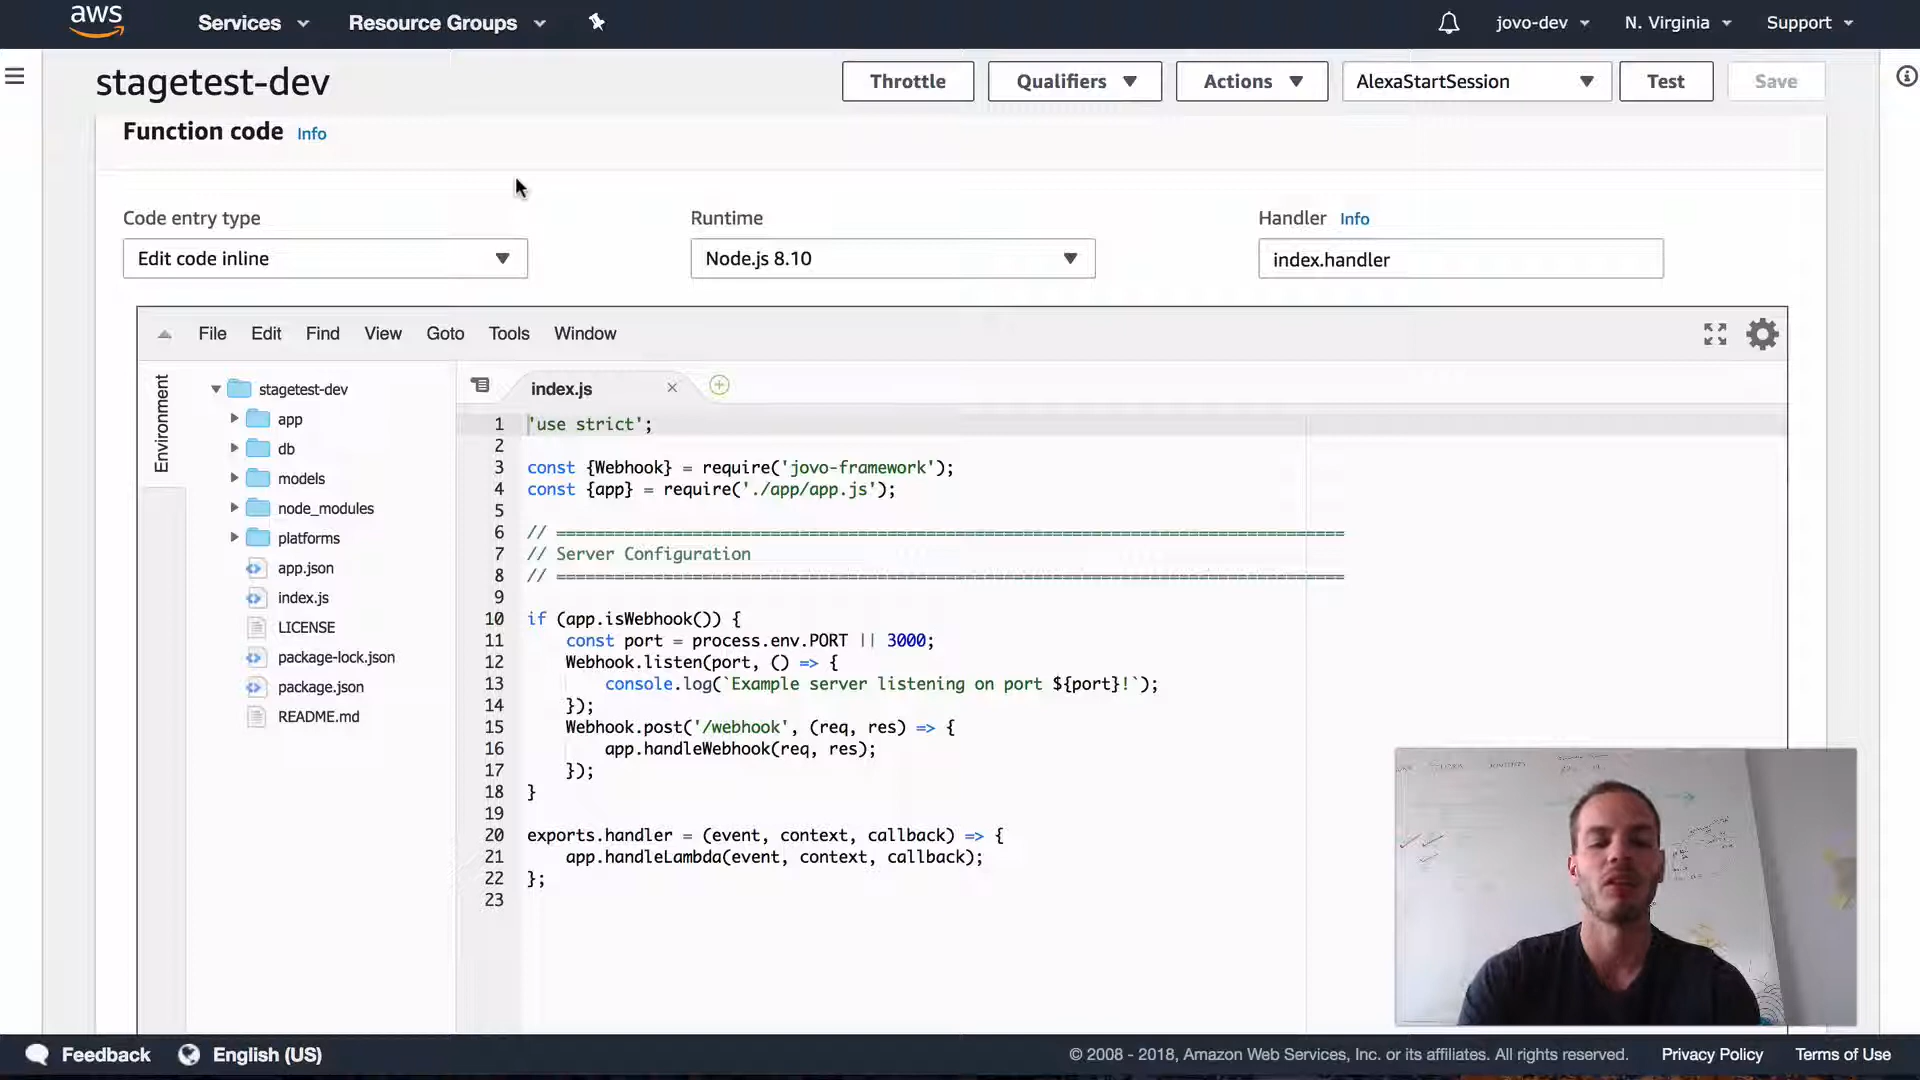 aws Services Resource Groups jovo-dev N. Virginia Support
stagetest-dev Throttle Qualifiers Actions AlexaStartSession Test Save
Function code Info
Code entry type Runtime Handler Info
Edit code inline Node.js 8.10 index.handler
File Edit Find View Goto Tools Window
Environment
stagetest-dev
app
db
models
node_modules
platforms
app.json
index.js
LICENSE
package-lock.json
package.json
README.md
index.js
1 'use strict';
2
3 const {Webhook} = require('jovo-framework');
4 const {app} = require('./app/app.js');
5
6 // =================================================================================
7 // Server Configuration
8 // =================================================================================
9
10 if (app.isWebhook()) {
11 const port = process.env.PORT || 3000;
12 Webhook.listen(port, () => {
13 console.log(`Example server listening on port ${port}!`);
14 });
15 Webhook.post('/webhook', (req, res) => {
16 app.handleWebhook(req, res);
17 });
18 }
19
20 exports.handler = (event, context, callback) => {
21 app.handleLambda(event, context, callback);
22 };
23
Feedback English (US) © 2008 - 2018, Amazon Web Services, Inc. or its affiliates. All rights reserved. Privacy Policy Terms of Use